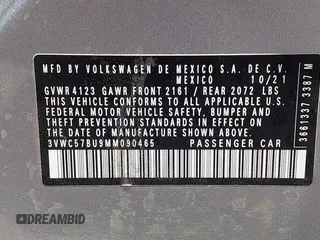 MFD. BY VOLKSWAGEN DE MEXICO S.A. DE C.V.
MEXICO 10/21
GVWR 4123 GAWR FRONT 2161 / REAR 2072 LBS
THIS VEHICLE CONFORMS TO ALL APPLICABLE U.S.
FEDERAL MOTOR VEHICLE SAFETY, BUMPER AND
THEFT PREVENTION STANDARDS IN EFFECT ON THE
DATE OF MANUFACTURE SHOWN ABOVE.
3VWC57BU9MM090465 PASSENGER CAR
3661337 3387 M
DREAMBID